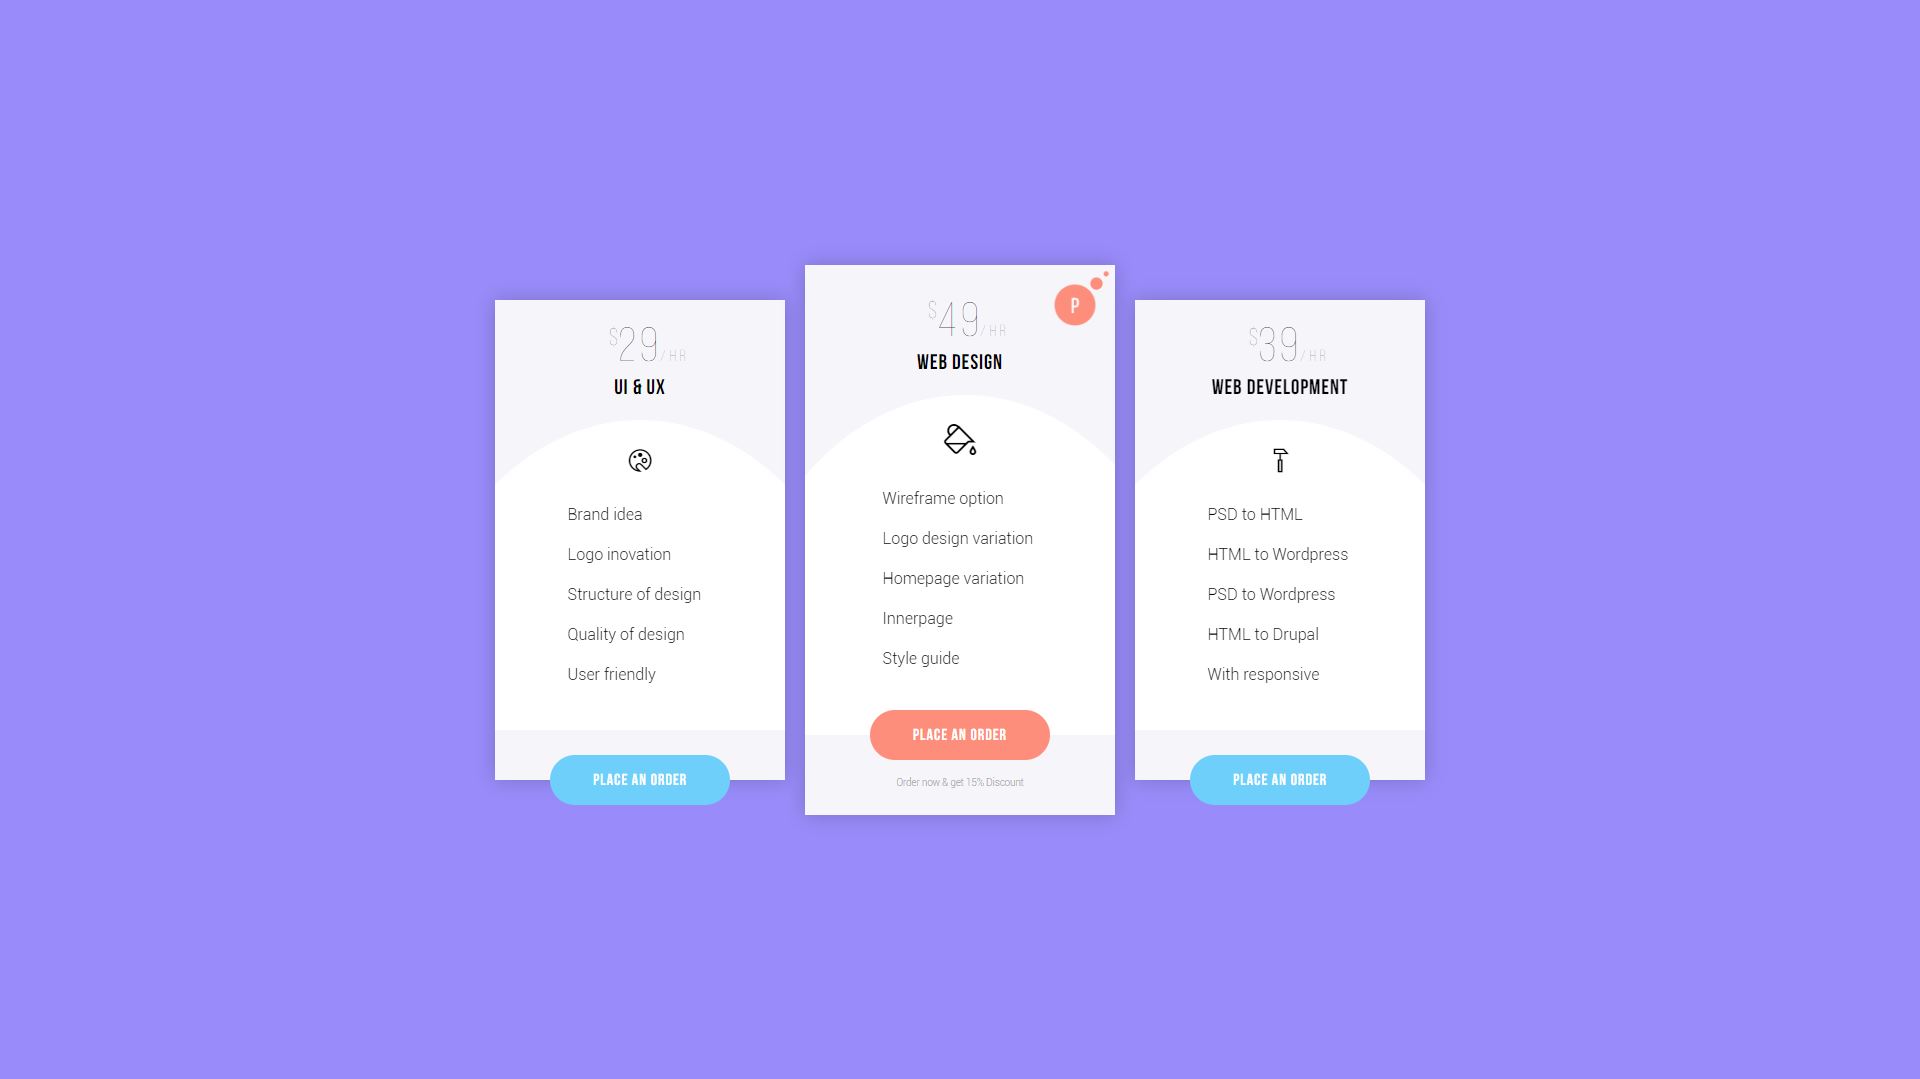 $29/HR
UI & UX
Brand idea
Logo inovation
Structure of design
Quality of design
User friendly
PLACE AN ORDER
P
$49/HR
WEB DESIGN
Wireframe option
Logo design variation
Homepage variation
Innerpage
Style guide
PLACE AN ORDER
Order now & get 15% Discount
$39/HR
WEB DEVELOPMENT
PSD to HTML
HTML to Wordpress
PSD to Wordpress
HTML to Drupal
With responsive
PLACE AN ORDER